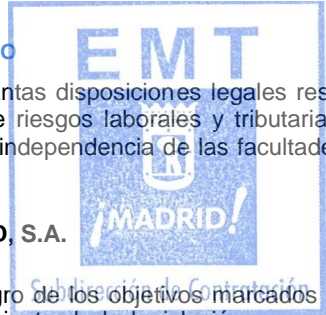 o
EMT
ntas disposiciones legales res
e riesgos laborales y tributaria
independencia de las facultade
¡MADRID!
O, S.A.
Subdirección de Contratación
gro de los objetivos marcados